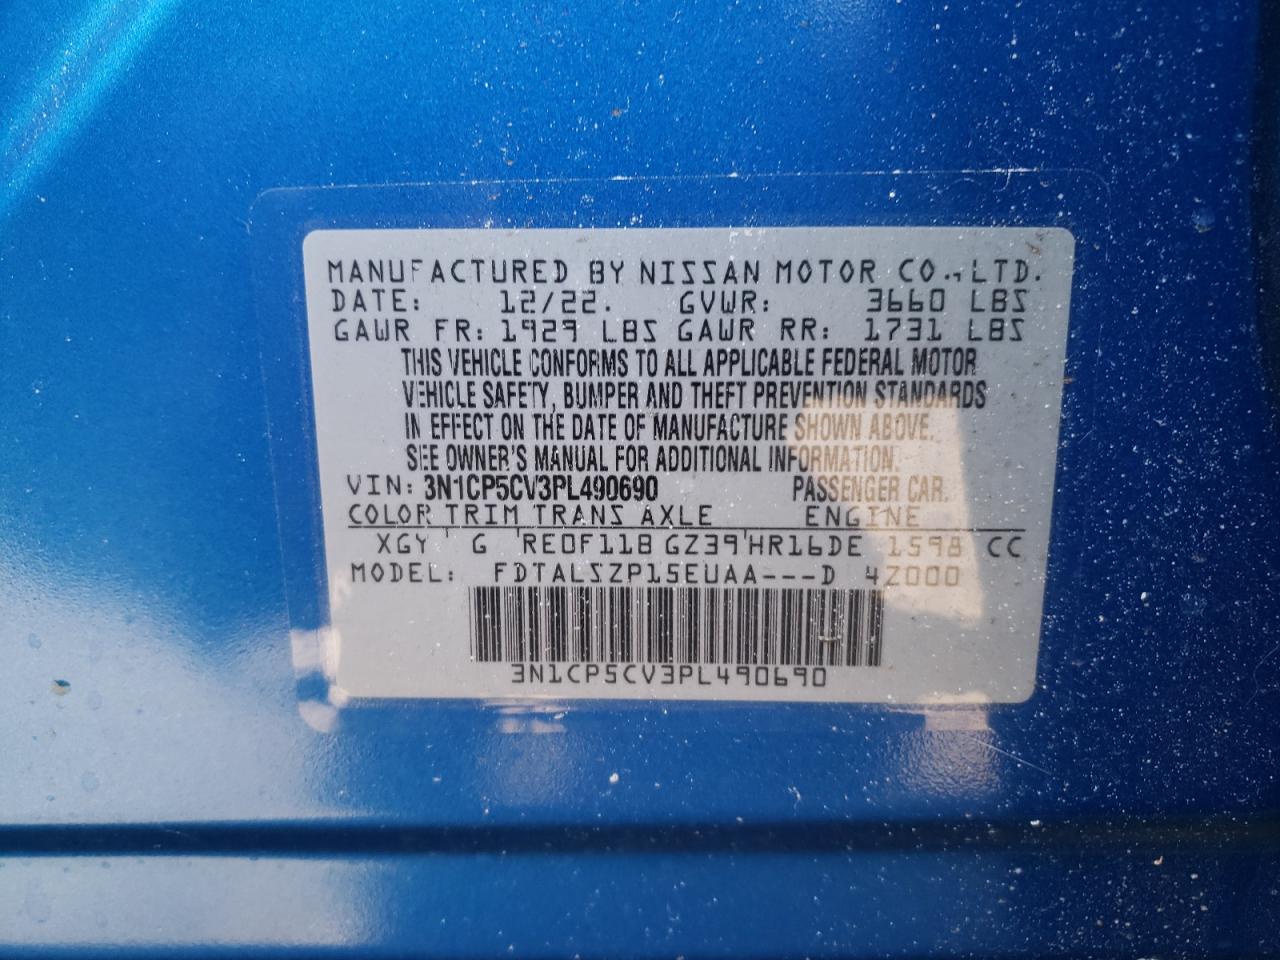 MANUFACTURED BY NISSAN MOTOR CO., LTD.
DATE: 12/22. GVWR: 3660 LBS
GAWR FR: 1929 LBS GAWR RR: 1731 LBS
THIS VEHICLE CONFORMS TO ALL APPLICABLE FEDERAL MOTOR
VEHICLE SAFETY, BUMPER AND THEFT PREVENTION STANDARDS
IN EFFECT ON THE DATE OF MANUFACTURE SHOWN ABOVE.
SEE OWNER'S MANUAL FOR ADDITIONAL INFORMATION.
VIN: 3N1CP5CV3PL490690 PASSENGER CAR.
COLOR TRIM TRANS AXLE ENGINE
XGY ' G ' RE0F11B GZ39'HR16DE 1598 CC
MODEL: FDTALSZP15EUAA---D 4Z000
3N1CP5CV3PL490690